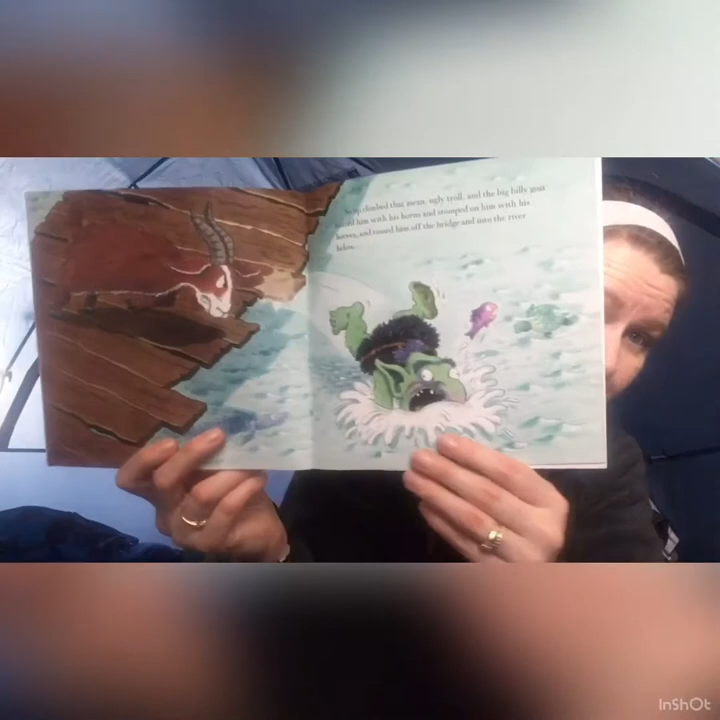 So up climbed that mean, ugly troll, and the big billy goat
tossed him with his horns and stomped on him with his
hooves, and tossed him off the bridge and into the river
below.
InShOt